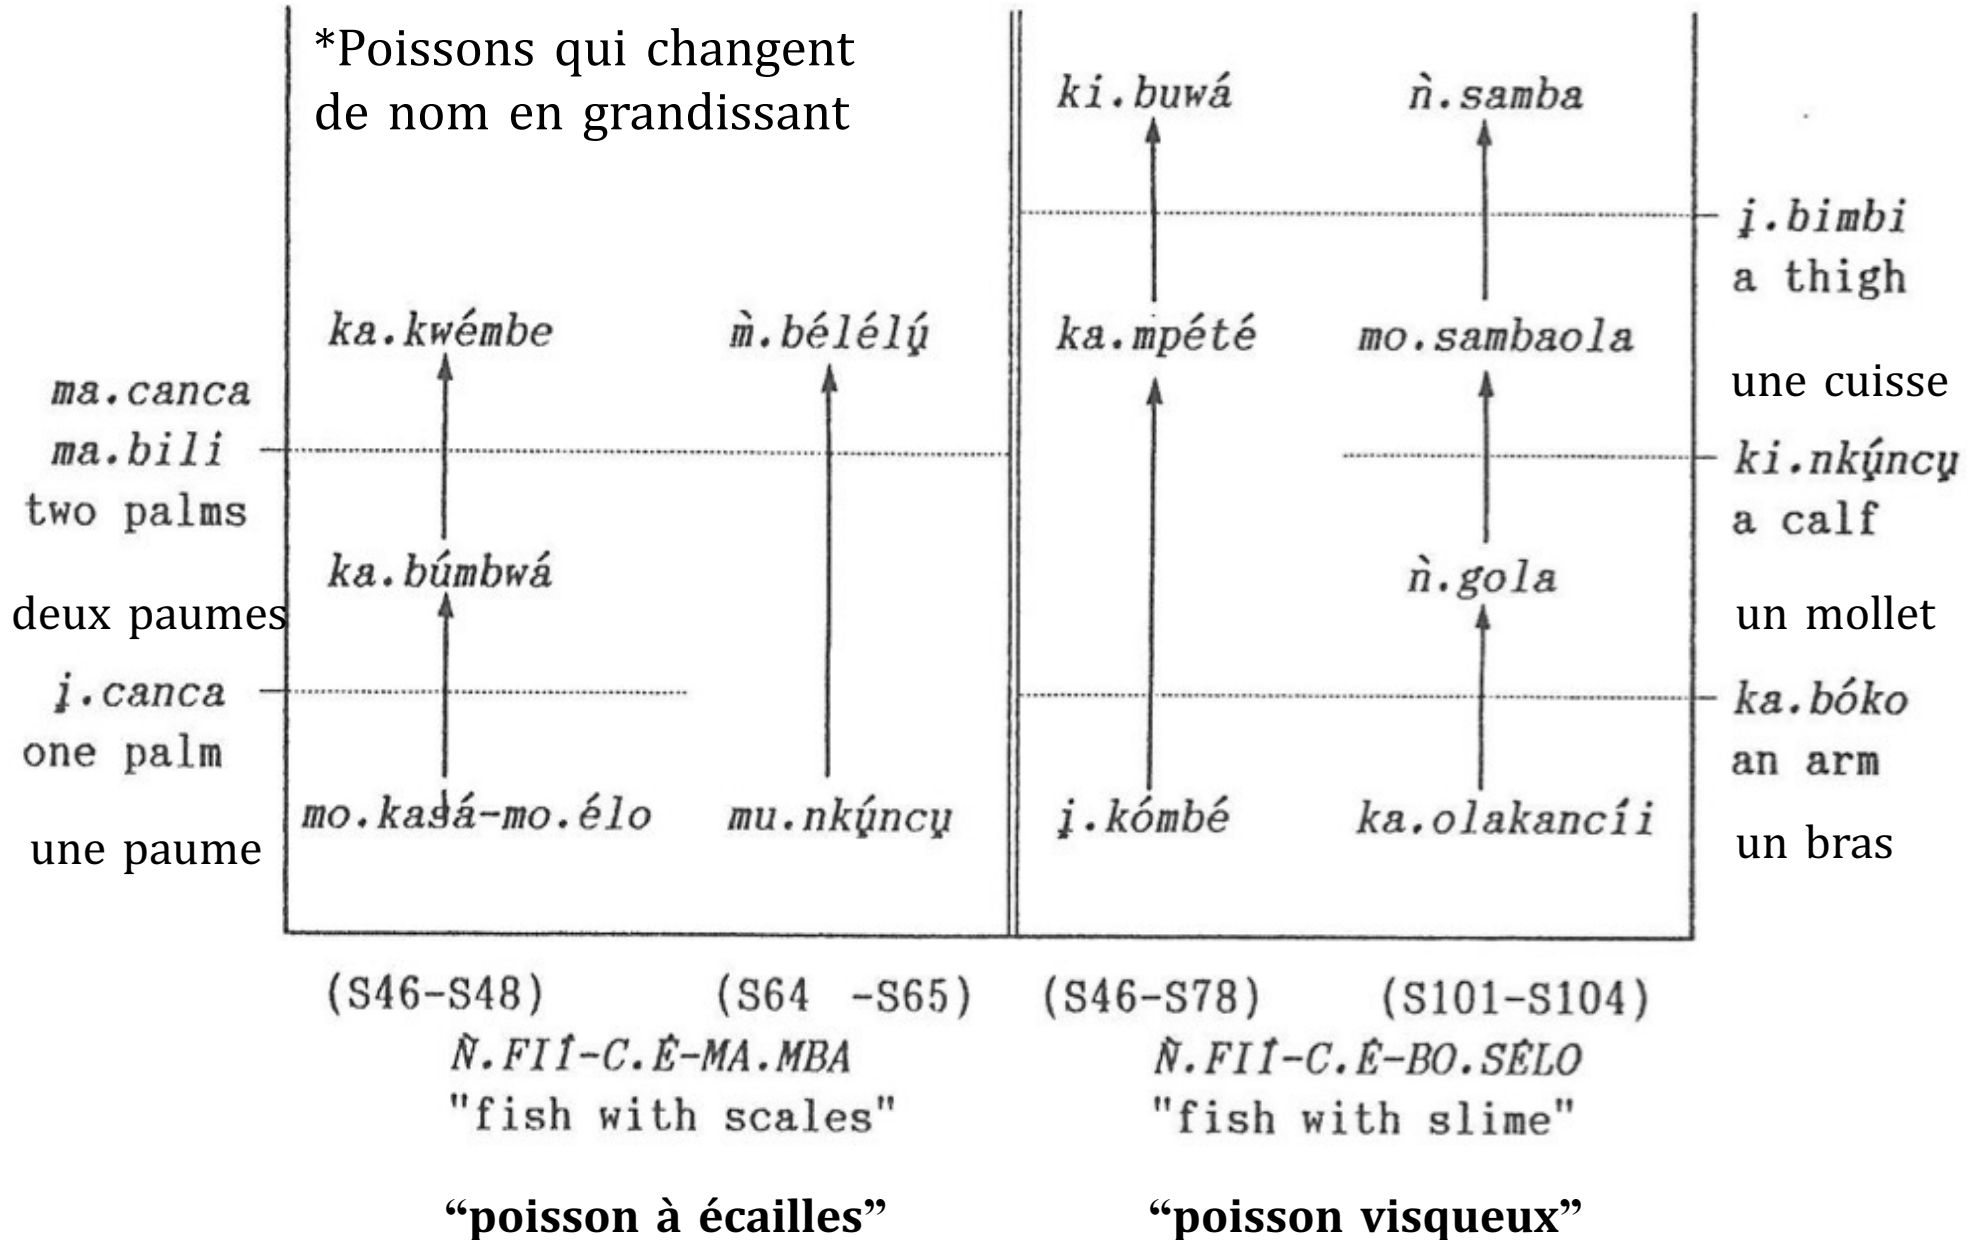 *Poissons qui changent
de nom en grandissant
ki.buwá
ǹ.samba
į.bimbi
a thigh
ka.kwémbe
m̀.bélélų́
ka.mpété
mo.sambaola
ma.canca
ma.bilí
two palms
une cuisse
ki.nkų́ncų
a calf
ka.búmbwá
ǹ.gola
deux paumes
un mollet
į.canca
one palm
ka.bóko
an arm
mo.kasá-mo.élo
mu.nkų́ncų
į.kómbé
ka.olakancíi
une paume
un bras
(S46-S48)
(S64 -S65)
(S46-S78)
(S101-S104)
Ǹ.FIÎ-C.Ê-MA.MBA
"fish with scales"
Ǹ.FIÎ-C.Ê-BO.SÊLO
"fish with slime"
“poisson à écailles”
“poisson visqueux”